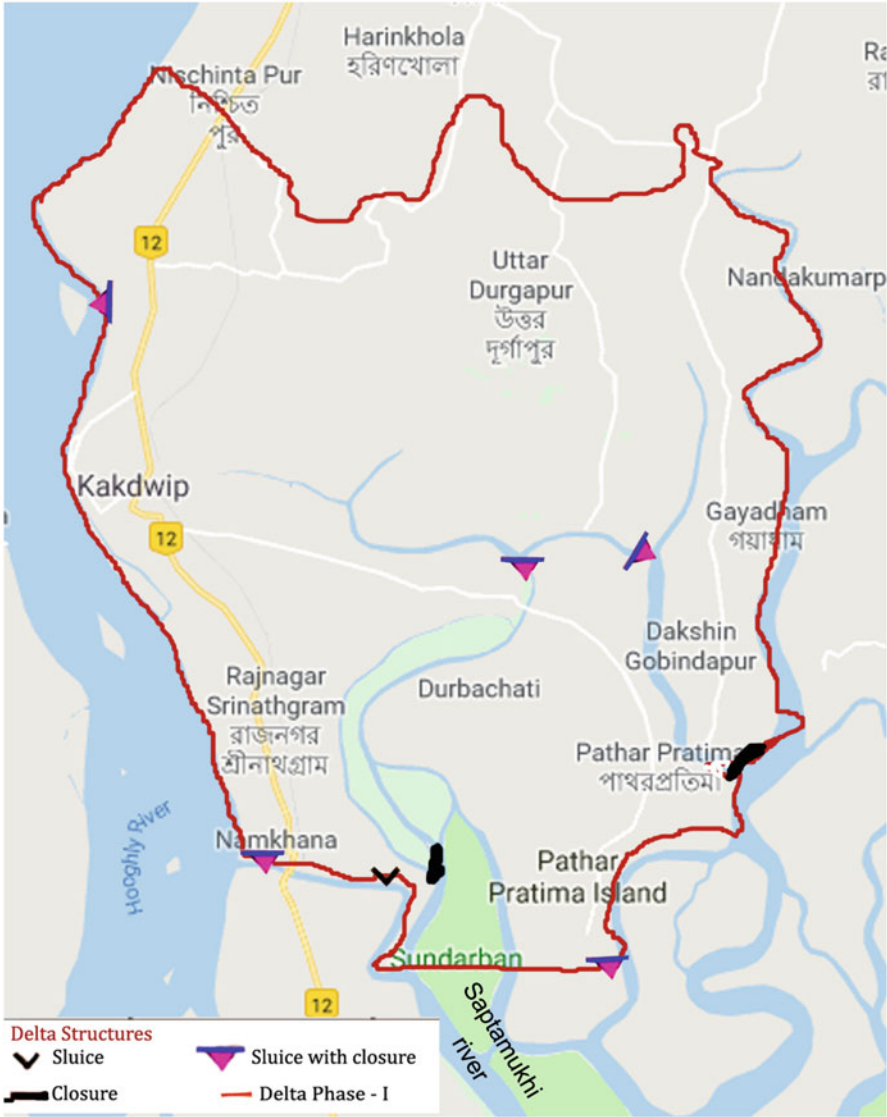 Harinkhola
হরিণখোলা
Ra
রা
Nischinta Pur
নিশ্চিত
পুর
12
Uttar
Durgapur
উত্তর
দূর্গাপুর
Nandakumarp
Kakdwip
12
Gayadham
গয়াধাম
Dakshin
Gobindapur
Rajnagar
Srinathgram
রাজনগর
শ্রীনাথগ্রাম
Durbachati
Pathar Pratima
পাথরপ্রতিমা
Hooghly River
Namkhana
Pathar
Pratima Island
Sundarban
12
Saptamukhi
river
Delta Structures
Sluice
Sluice with closure
Closure
Delta Phase - I